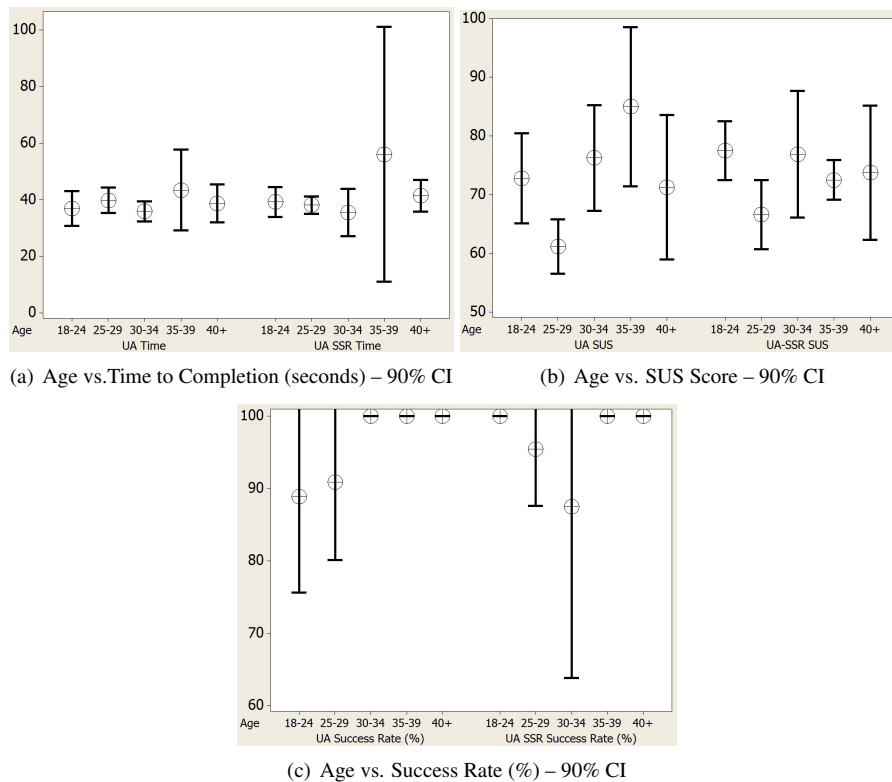 100
80
60
40
20
0
Age 18-24 25-29 30-34 35-39 40+ 18-24 25-29 30-34 35-39 40+
UA Time UA SSR Time
(a) Age vs.Time to Completion (seconds) – 90% CI
100
90
80
70
60
50
Age 18-24 25-29 30-34 35-39 40+ 18-24 25-29 30-34 35-39 40+
UA SUS UA-SSR SUS
(b) Age vs. SUS Score – 90% CI
100
90
80
70
60
Age 18-24 25-29 30-34 35-39 40+ 18-24 25-29 30-34 35-39 40+
UA Success Rate (%) UA SSR Success Rate (%)
(c) Age vs. Success Rate (%) – 90% CI